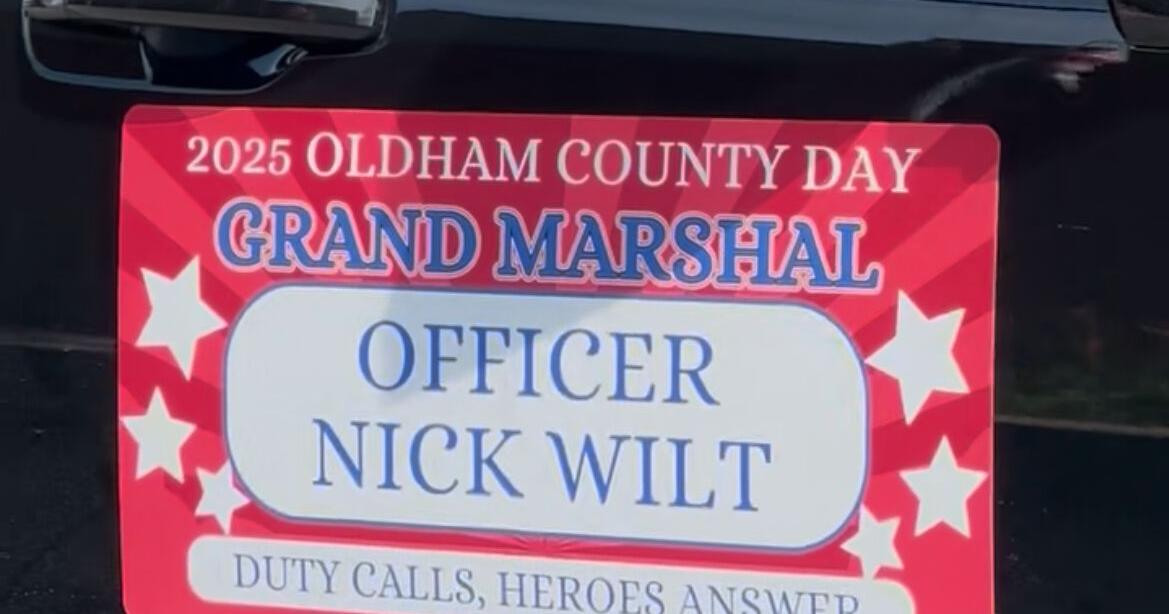 2025 OLDHAM COUNTY DAY
GRAND MARSHAL
OFFICER
NICK WILT
DUTY CALLS, HEROES ANSWER